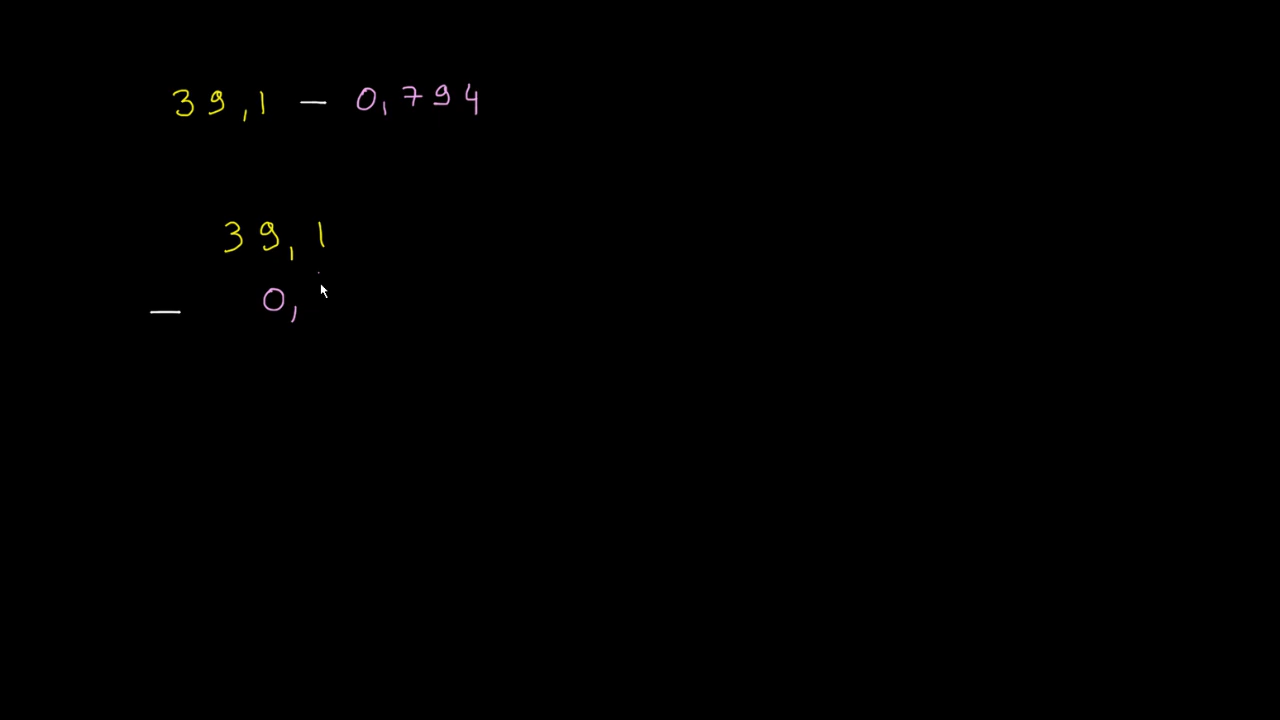 39,1 — 0,794
39,1
— 0,